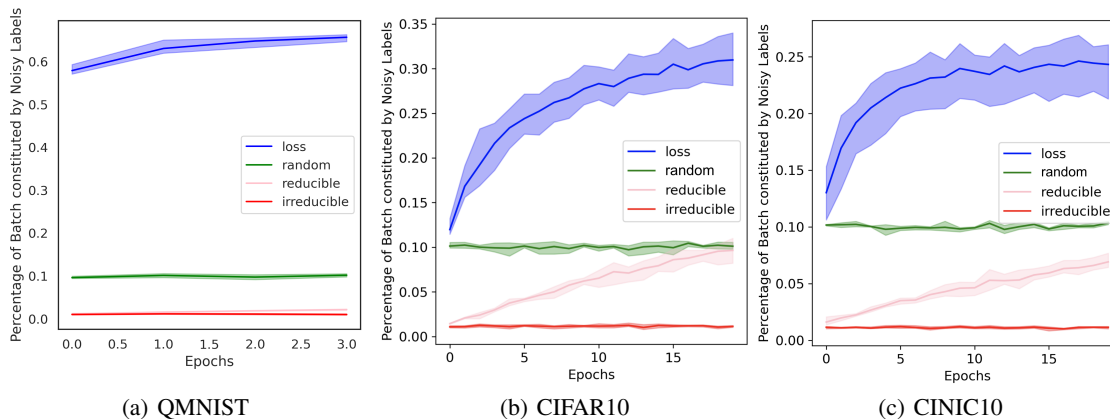 Percentage of Batch constituted by Noisy Labels
0.6
0.5
0.4
0.3
0.2
0.1
0.0
loss
random
reducible
irreducible
0.0 0.5 1.0 1.5 2.0 2.5 3.0
Epochs
(a) QMNIST
Percentage of Batch constituted by Noisy Labels
0.35
0.30
0.25
0.20
0.15
0.10
0.05
0.00
loss
random
reducible
irreducible
0 5 10 15
Epochs
(b) CIFAR10
Percentage of Batch constituted by Noisy Labels
0.25
0.20
0.15
0.10
0.05
0.00
loss
random
reducible
irreducible
0 5 10 15
Epochs
(c) CINIC10